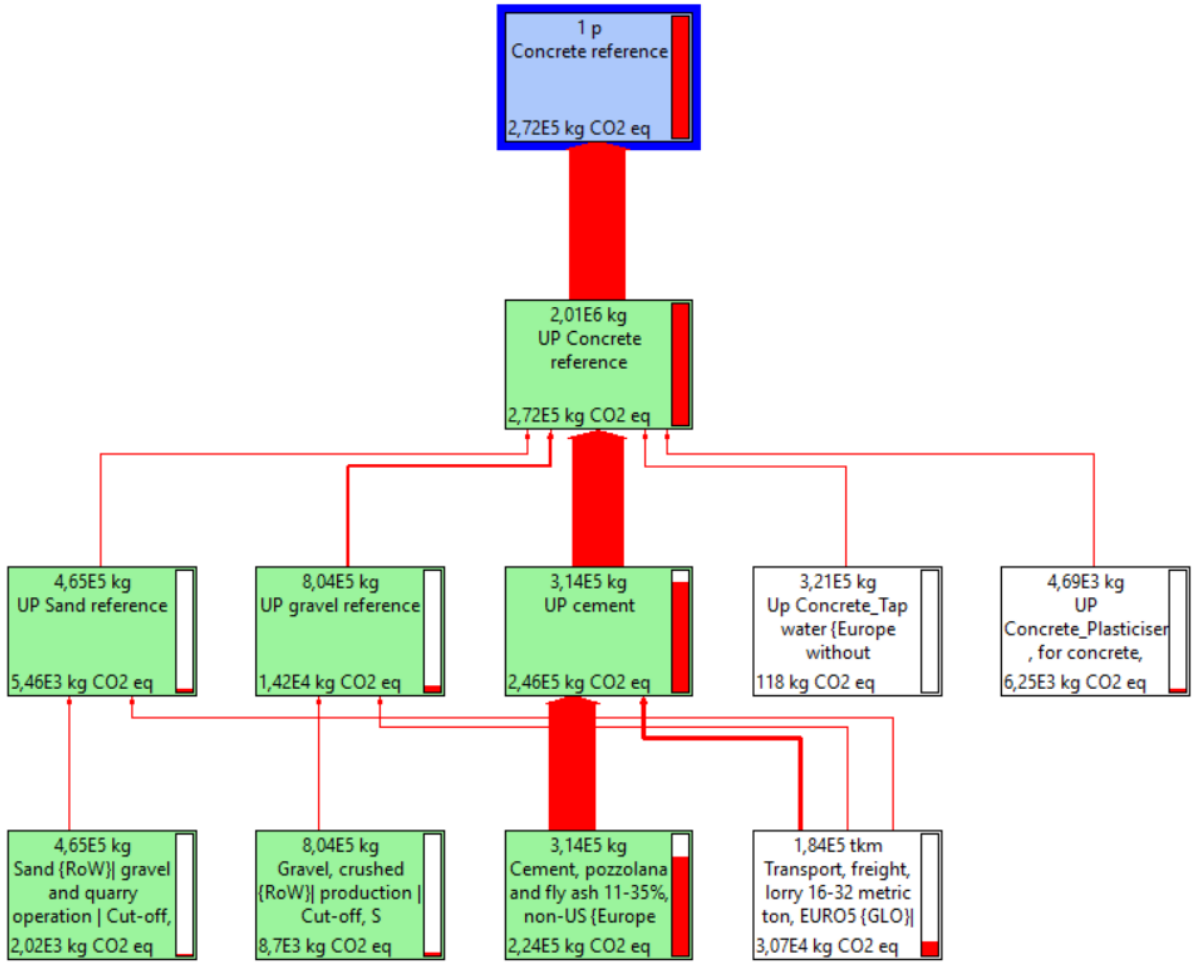 1 p
Concrete reference
2,72E5 kg CO2 eq
2,01E6 kg
UP Concrete
reference
2,72E5 kg CO2 eq
4,65E5 kg
UP Sand reference
5,46E3 kg CO2 eq
8,04E5 kg
UP gravel reference
1,42E4 kg CO2 eq
3,14E5 kg
UP cement
2,46E5 kg CO2 eq
3,21E5 kg
Up Concrete_Tap
water {Europe
without
118 kg CO2 eq
4,69E3 kg
UP
Concrete_Plasticiser
, for concrete,
6,25E3 kg CO2 eq
4,65E5 kg
Sand {RoW}| gravel
and quarry
operation | Cut-off,
2,02E3 kg CO2 eq
8,04E5 kg
Gravel, crushed
{RoW}| production |
Cut-off, S
8,7E3 kg CO2 eq
3,14E5 kg
Cement, pozzolana
and fly ash 11-35%,
non-US {Europe
2,24E5 kg CO2 eq
1,84E5 tkm
Transport, freight,
lorry 16-32 metric
ton, EURO5 {GLO}|
3,07E4 kg CO2 eq